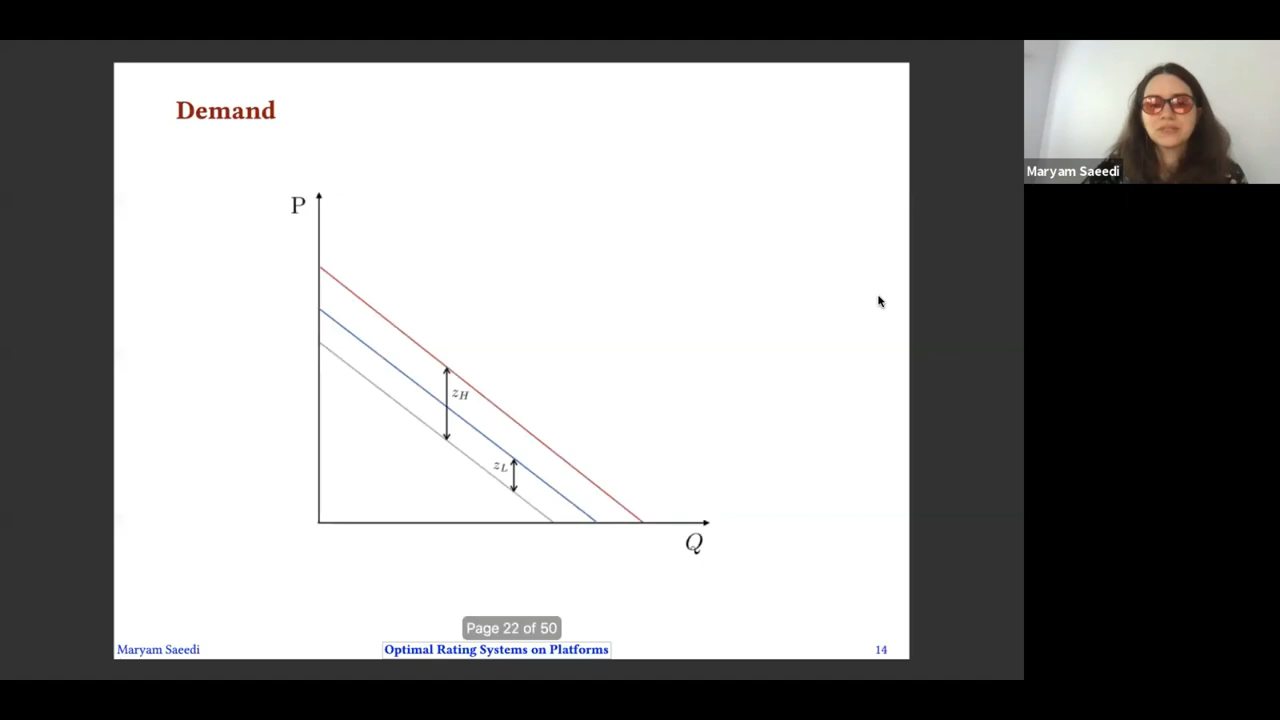 Demand
P
z_H
z_L
Q
Page 22 of 50
Maryam Saeedi
Optimal Rating Systems on Platforms
14
Maryam Saeedi